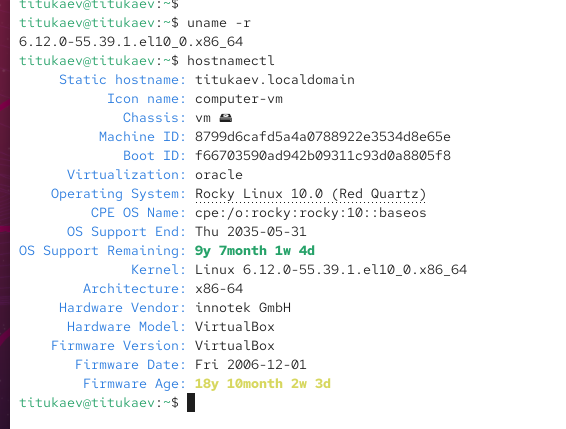 titukaev@titukaev:~$
titukaev@titukaev:~$ uname -r
6.12.0-55.39.1.el10_0.x86_64
titukaev@titukaev:~$ hostnamectl
Static hostname: titukaev.localdomain
Icon name: computer-vm
Chassis: vm 🖴
Machine ID: 8799d6cafd5a4a0788922e3534d8e65e
Boot ID: f66703590ad942b09311c93d0a8805f8
Virtualization: oracle
Operating System: Rocky Linux 10.0 (Red Quartz)
CPE OS Name: cpe:/o:rocky:rocky:10::baseos
OS Support End: Thu 2035-05-31
OS Support Remaining: 9y 7month 1w 4d
Kernel: Linux 6.12.0-55.39.1.el10_0.x86_64
Architecture: x86-64
Hardware Vendor: innotek GmbH
Hardware Model: VirtualBox
Firmware Version: VirtualBox
Firmware Date: Fri 2006-12-01
Firmware Age: 18y 10month 2w 3d
titukaev@titukaev:~$